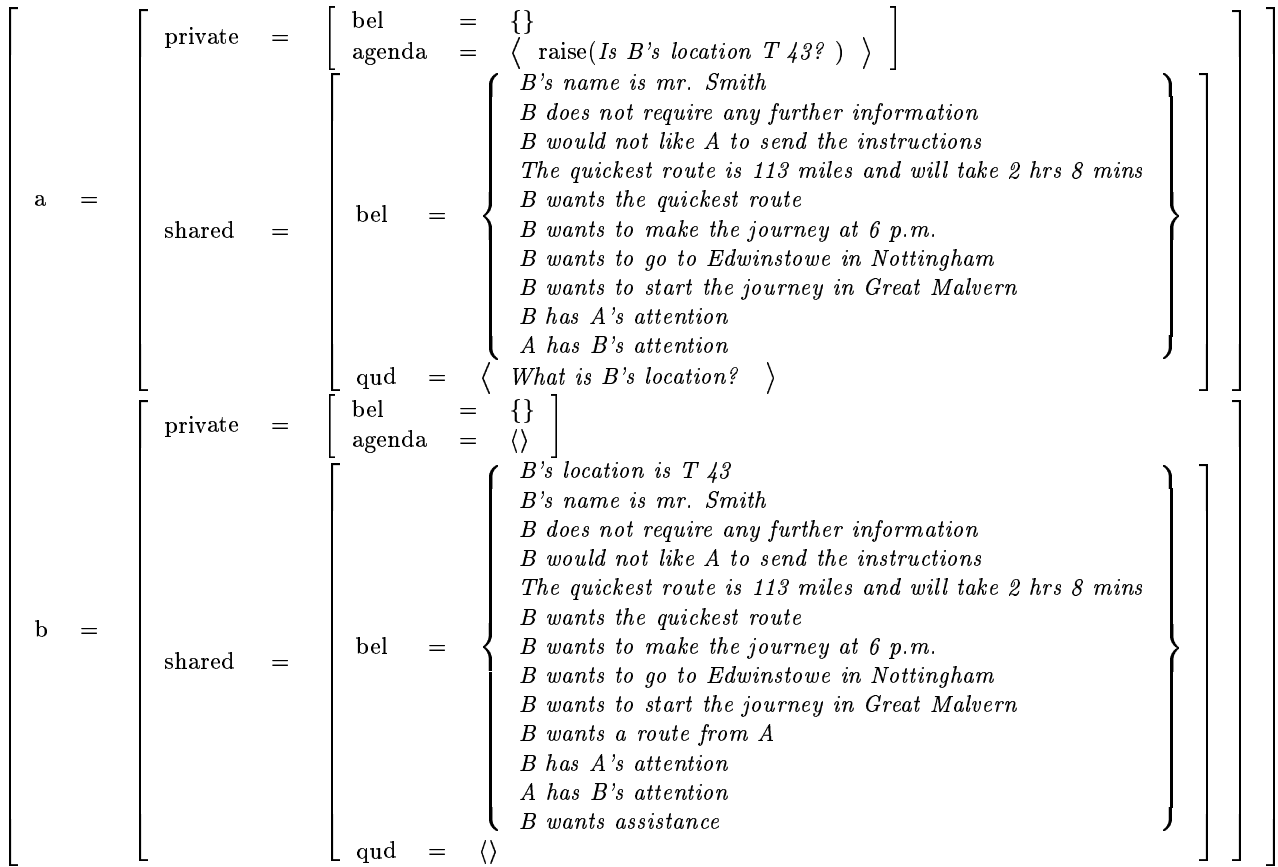 bel = {}
private =
agenda = ⟨ raise(Is B's location T 43? ) ⟩
B's name is mr. Smith
B does not require any further information
B would not like A to send the instructions
The quickest route is 113 miles and will take 2 hrs 8 mins
a =
B wants the quickest route
bel =
shared =
B wants to make the journey at 6 p.m.
B wants to go to Edwinstowe in Nottingham
B wants to start the journey in Great Malvern
B has A's attention
A has B's attention
qud = ⟨ What is B's location? ⟩
bel = {}
private =
agenda = ⟨⟩
B's location is T 43
B's name is mr. Smith
B does not require any further information
B would not like A to send the instructions
The quickest route is 113 miles and will take 2 hrs 8 mins
B wants the quickest route
b =
bel =
B wants to make the journey at 6 p.m.
shared =
B wants to go to Edwinstowe in Nottingham
B wants to start the journey in Great Malvern
B wants a route from A
B has A's attention
A has B's attention
B wants assistance
qud = ⟨⟩